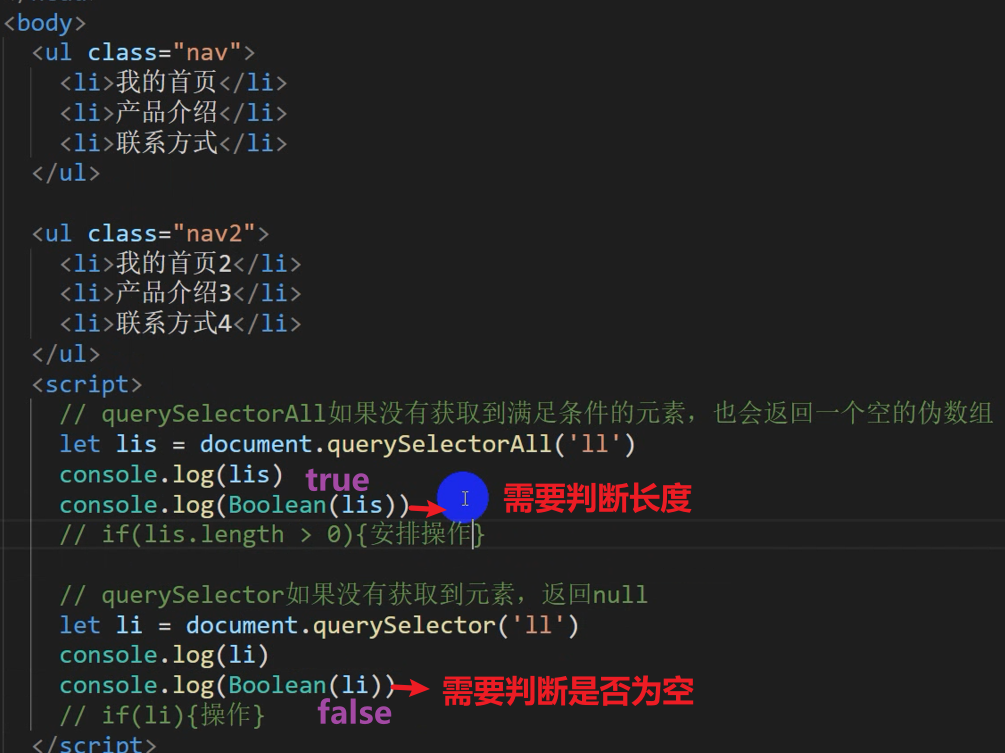 <body>
<ul class="nav">
<li>我的首页</li>
<li>产品介绍</li>
<li>联系方式</li>
</ul>
<ul class="nav2">
<li>我的首页2</li>
<li>产品介绍3</li>
<li>联系方式4</li>
</ul>
<script>
// querySelectorAll如果没有获取到满足条件的元素，也会返回一个空的伪数组
let lis = document.querySelectorAll('ll')
console.log(lis) true
console.log(Boolean(lis)) 需要判断长度
// if(lis.length > 0){安排操作}
// querySelector如果没有获取到元素，返回null
let li = document.querySelector('ll')
console.log(li)
console.log(Boolean(li)) 需要判断是否为空
// if(li){操作} false
</script>